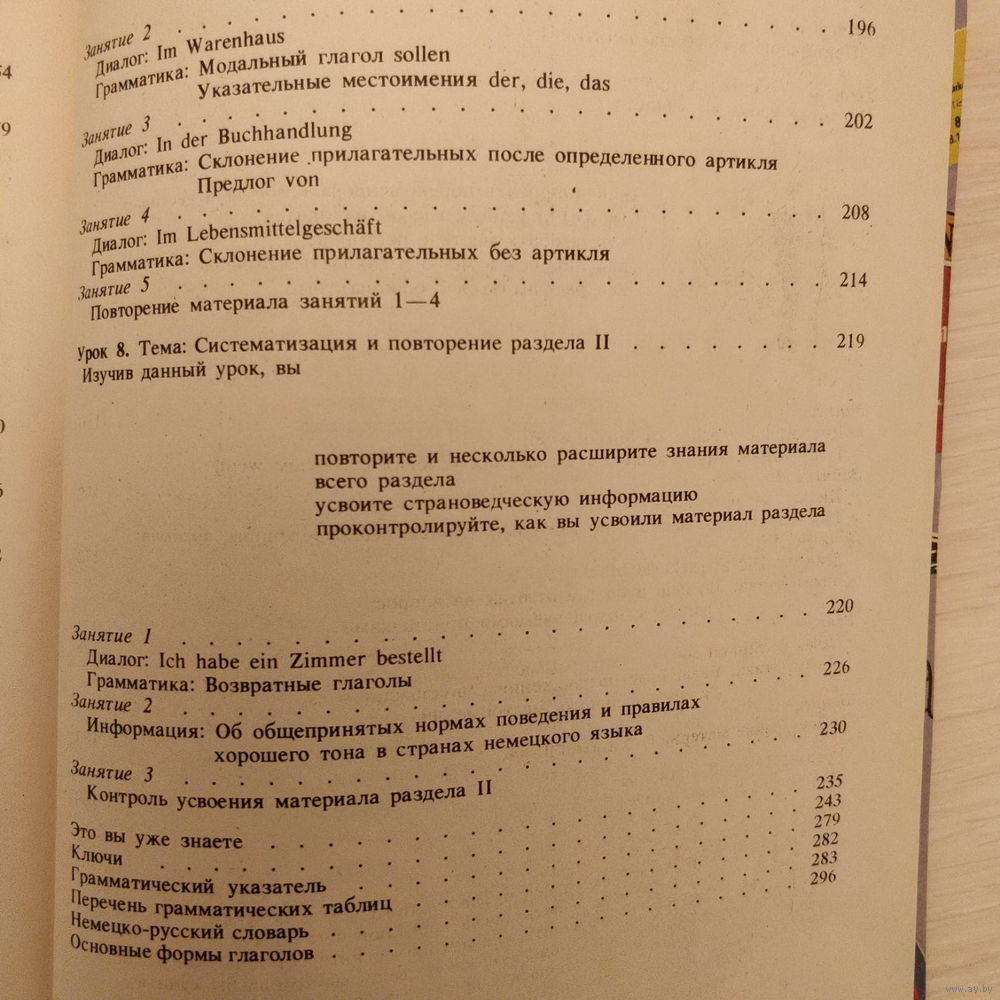 Занятие 2 . . . . . . . . . . . . . . . . . . . . 196
Диалог: Im Warenhaus
Грамматика: Модальный глагол sollen
Указательные местоимения der, die, das
Занятие 3 . . . . . . . . . . . . . . . . . . . . 202
Диалог: In der Buchhandlung
Грамматика: Склонение прилагательных после определенного артикля
Предлог von
Занятие 4 . . . . . . . . . . . . . . . . . . . . 208
Диалог: Im Lebensmittelgeschäft
Грамматика: Склонение прилагательных без артикля
Занятие 5 . . . . . . . . . . . . . . . . . . . . 214
Повторение материала занятий 1—4
Урок 8. Тема: Систематизация и повторение раздела II . . . . . . . . 219
Изучив данный урок, вы
повторите и несколько расширите знания материала
всего раздела
усвоите страноведческую информацию
проконтролируйте, как вы усвоили материал раздела
Занятие 1 . . . . . . . . . . . . . . . . . . . . 220
Диалог: Ich habe ein Zimmer bestellt
Грамматика: Возвратные глаголы
Занятие 2 . . . . . . . . . . . . . . . . . . . . 226
Информация: Об общепринятых нормах поведения и правилах
хорошего тона в странах немецкого языка
Занятие 3 . . . . . . . . . . . . . . . . . . . . 230
Контроль усвоения материала раздела II
Это вы уже знаете . . . . . . . . . . . . . . . . 235
Ключи . . . . . . . . . . . . . . . . . . . . 243
Грамматический указатель . . . . . . . . . . . . . . 279
Перечень грамматических таблиц . . . . . . . . . . . . 282
Немецко-русский словарь . . . . . . . . . . . . . . 283
Основные формы глаголов . . . . . . . . . . . . . . 296
www.ay.by